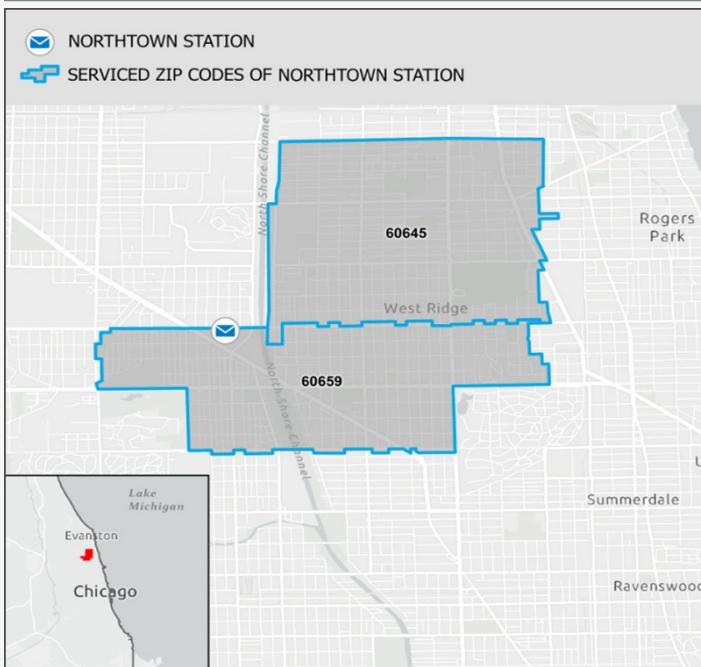 NORTHTOWN STATION
SERVICED ZIP CODES OF NORTHTOWN STATION
North Shore Channel
60645
Rogers
Park
West Ridge
60659
North Shore Channel
Lake
Michigan
Evanston
Chicago
Summerdale
Ravenswood